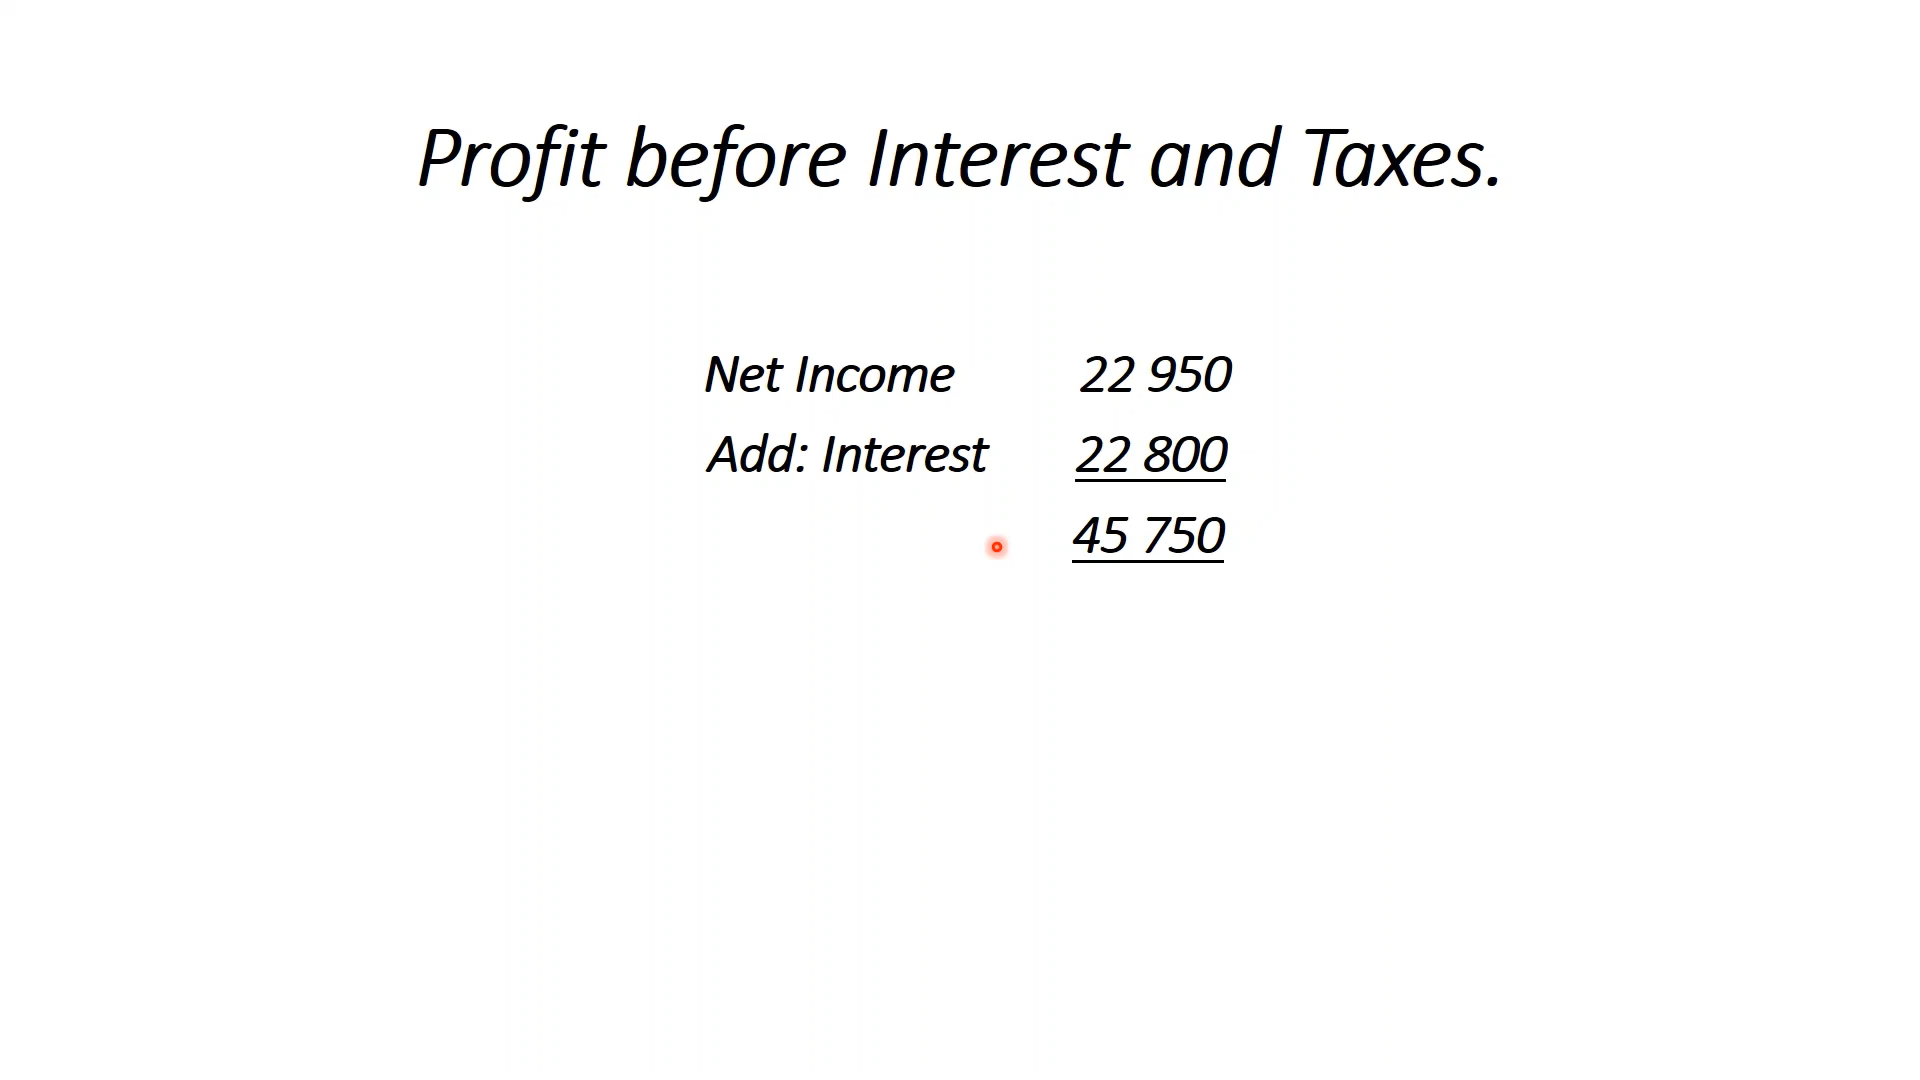 Profit before Interest and Taxes.
Net Income 22 950
Add: Interest 22 800
45 750